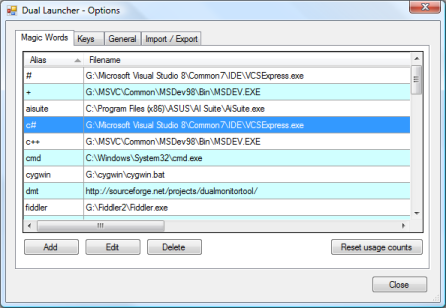 Dual Launcher - Options
Magic Words Keys General Import / Export
Alias Filename
# G:\Microsoft Visual Studio 8\Common7\IDE\VCSExpress.exe
+ G:\MSVC\Common\MSDev98\Bin\MSDEV.EXE
aisuite C:\Program Files (x86)\ASUS\AI Suite\AiSuite.exe
c# G:\Microsoft Visual Studio 8\Common7\IDE\VCSExpress.exe
c++ G:\MSVC\Common\MSDev98\Bin\MSDEV.EXE
cmd C:\Windows\System32\cmd.exe
cygwin G:\cygwin\cygwin.bat
dmt http://sourceforge.net/projects/dualmonitortool/
fiddler G:\Fiddler2\Fiddler.exe
Add Edit Delete Reset usage counts
Close